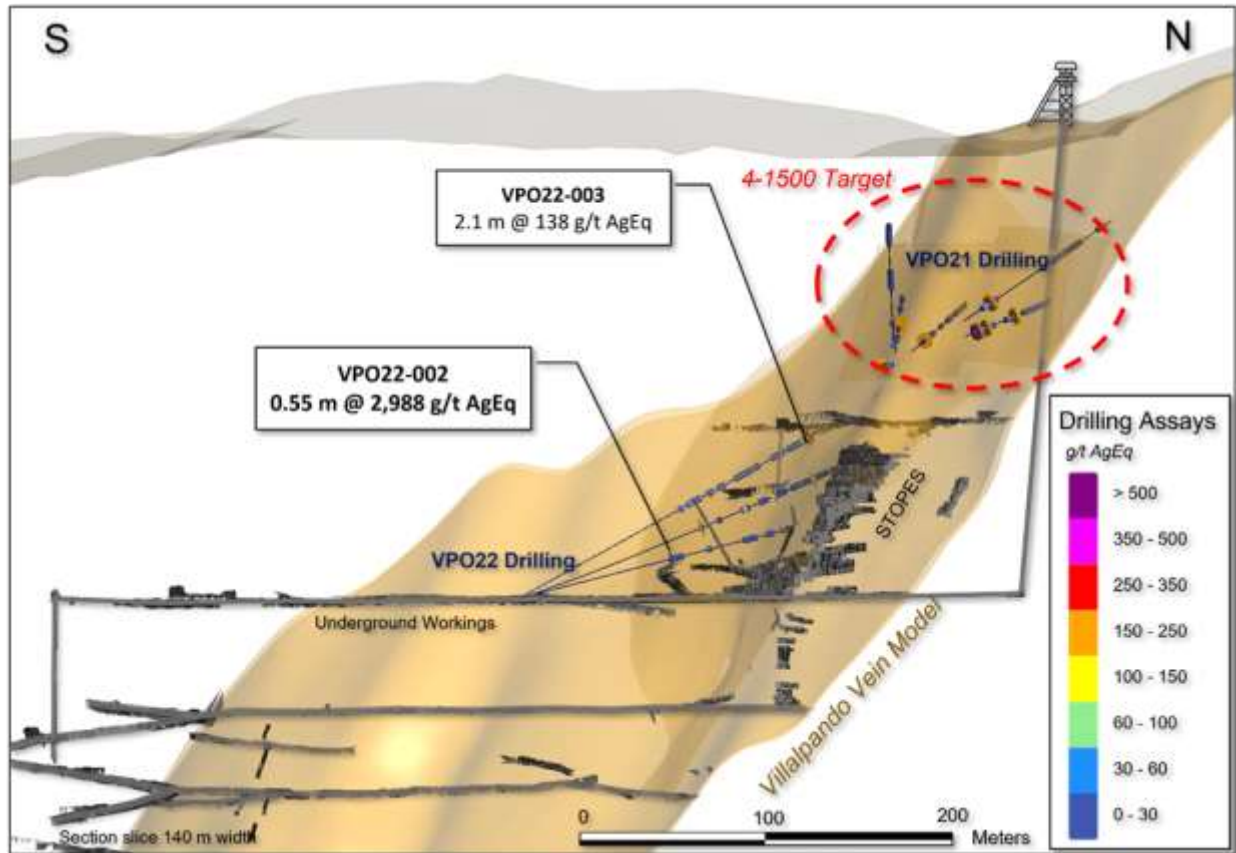 S
N
4-1500 Target
VPO22-003
2.1 m @ 138 g/t AgEq
VPO21 Drilling
VPO22-002
0.55 m @ 2,988 g/t AgEq
Drilling Assays
g/t AgEq
> 500
350 - 500
250 - 350
150 - 250
100 - 150
60 - 100
30 - 60
0 - 30
STOPES
VPO22 Drilling
Underground Workings
Villalpando Vein Model
Section slice 140 m width
0
100
200
Meters